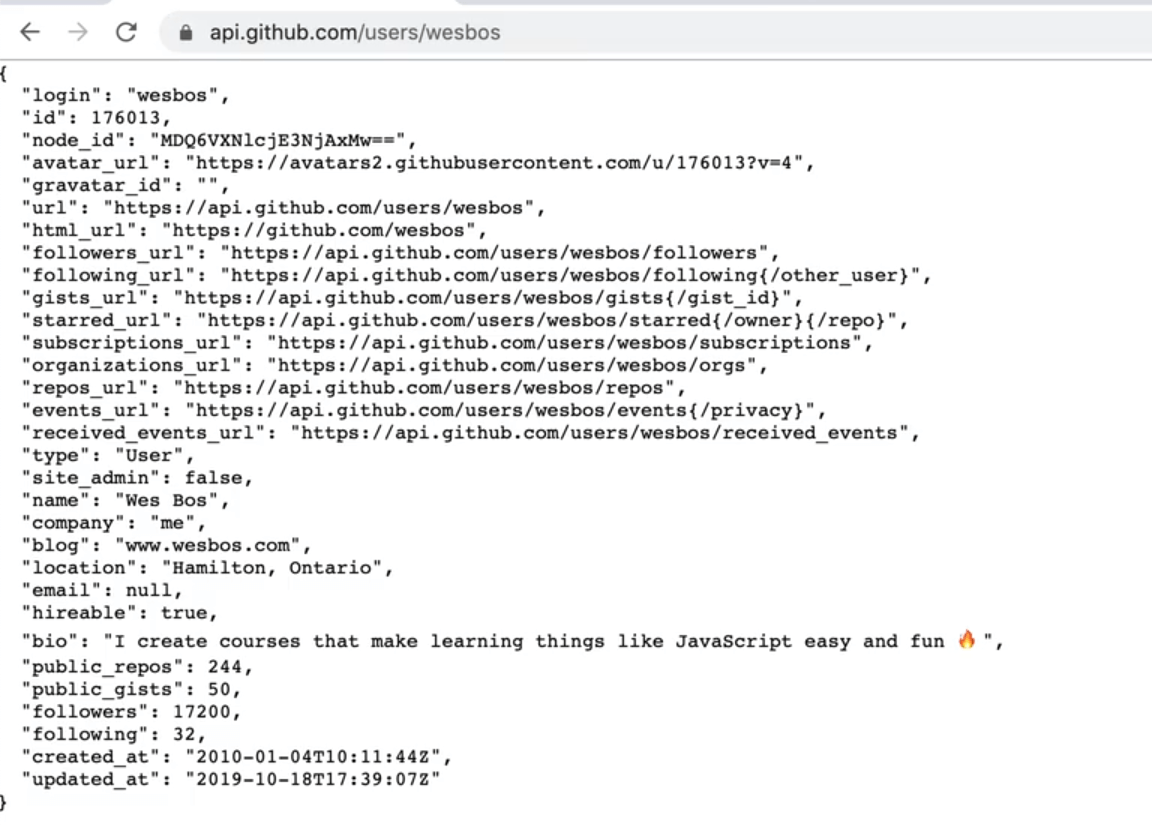 api.github.com/users/wesbos
{
"login": "wesbos",
"id": 176013,
"node_id": "MDQ6VXNlcjE3NjAxMw==",
"avatar_url": "https://avatars2.githubusercontent.com/u/176013?v=4",
"gravatar_id": "",
"url": "https://api.github.com/users/wesbos",
"html_url": "https://github.com/wesbos",
"followers_url": "https://api.github.com/users/wesbos/followers",
"following_url": "https://api.github.com/users/wesbos/following{/other_user}",
"gists_url": "https://api.github.com/users/wesbos/gists{/gist_id}",
"starred_url": "https://api.github.com/users/wesbos/starred{/owner}{/repo}",
"subscriptions_url": "https://api.github.com/users/wesbos/subscriptions",
"organizations_url": "https://api.github.com/users/wesbos/orgs",
"repos_url": "https://api.github.com/users/wesbos/repos",
"events_url": "https://api.github.com/users/wesbos/events{/privacy}",
"received_events_url": "https://api.github.com/users/wesbos/received_events",
"type": "User",
"site_admin": false,
"name": "Wes Bos",
"company": "me",
"blog": "www.wesbos.com",
"location": "Hamilton, Ontario",
"email": null,
"hireable": true,
"bio": "I create courses that make learning things like JavaScript easy and fun 🔥 ",
"public_repos": 244,
"public_gists": 50,
"followers": 17200,
"following": 32,
"created_at": "2010-01-04T10:11:44Z",
"updated_at": "2019-10-18T17:39:07Z"
}